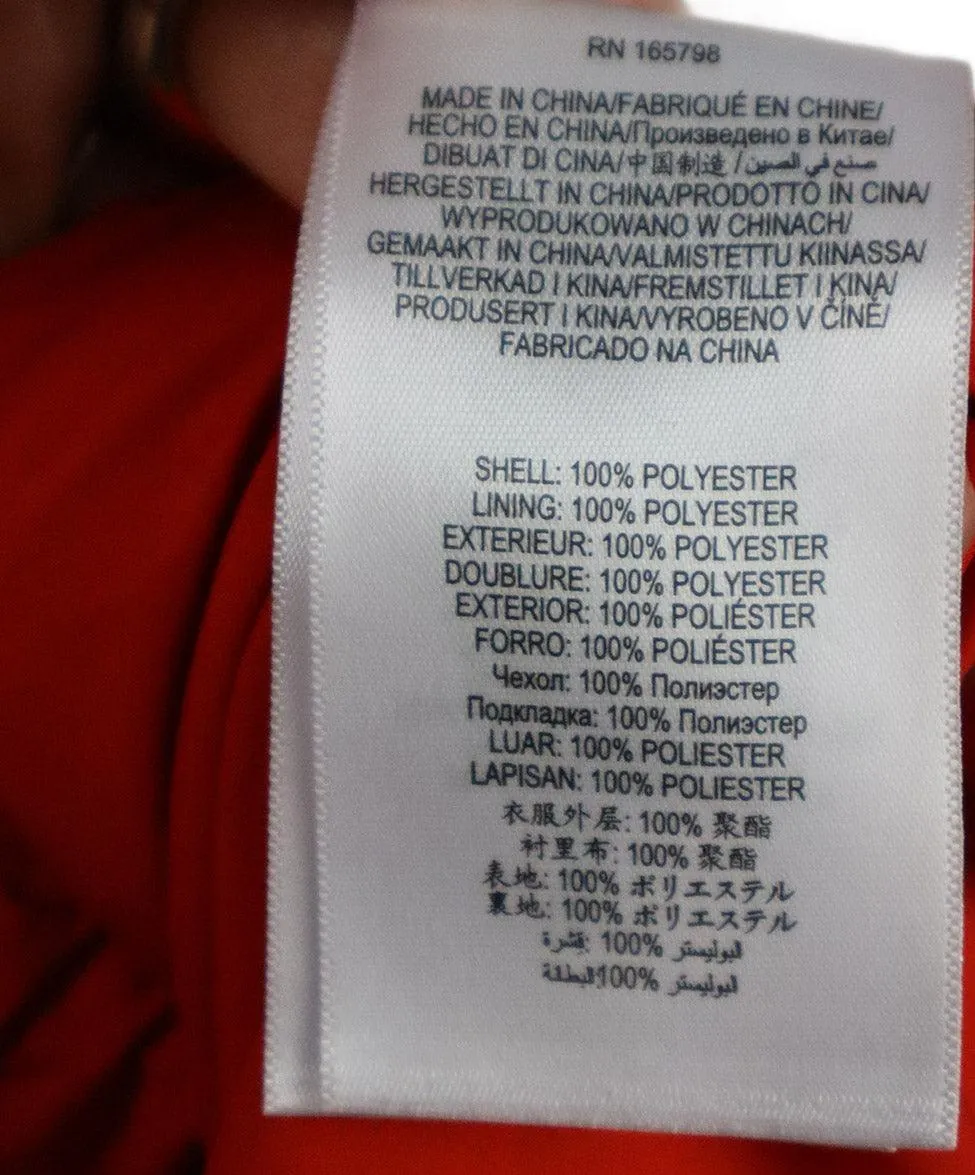 RN 165798
MADE IN CHINA/FABRIQUÉ EN CHINE/
HECHO EN CHINA/Произведено в Китае/
DIBUAT DI CINA/中国制造 /صنع في الصين
HERGESTELLT IN CHINA/PRODOTTO IN CINA/
WYPRODUKOWANO W CHINACH/
GEMAAKT IN CHINA/VALMISTETTU KIINASSA/
TILLVERKAD I KINA/FREMSTILLET I KINA/
PRODUSERT I KINA/VYROBENO V ČÍNĚ/
FABRICADO NA CHINA
SHELL: 100% POLYESTER
LINING: 100% POLYESTER
EXTERIEUR: 100% POLYESTER
DOUBLURE: 100% POLYESTER
EXTERIOR: 100% POLIÉSTER
FORRO: 100% POLIÉSTER
Чехол: 100% Полиэстер
Подкладка: 100% Полиэстер
LUAR: 100% POLIESTER
LAPISAN: 100% POLIESTER
衣服外层: 100% 聚酯
衬里布: 100% 聚酯
表地: 100% ポリエステル
裏地: 100% ポリエステル
قشرة: 100% البوليستر
البطانة100% البوليستر